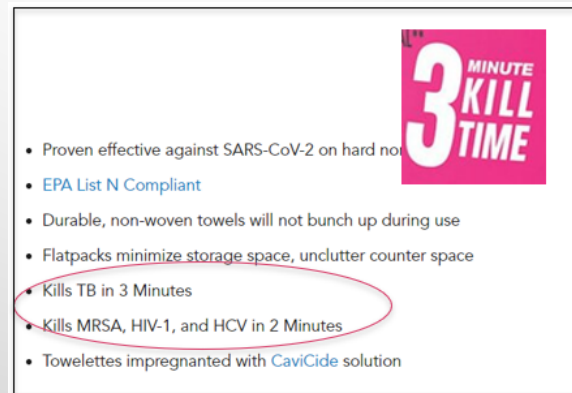 MINUTE
3 KILL
TIME
Proven effective against SARS-CoV-2 on hard
EPA List N Compliant
Durable, non-woven towels will not bunch up during use
Flatpacks minimize storage space, unclutter counter space
Kills TB in 3 Minutes
Kills MRSA, HIV-1, and HCV in 2 Minutes
Towelettes impregnanted with CaviCide solution